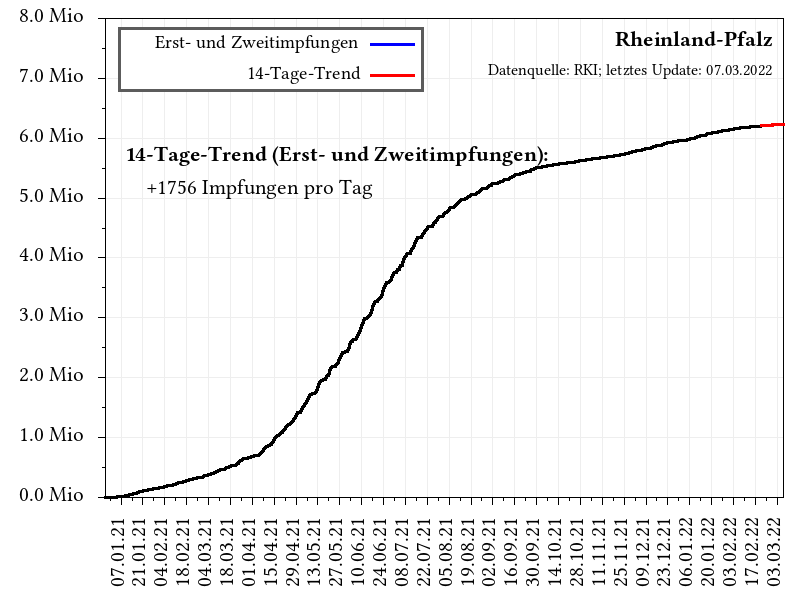 8.0 Mio
7.0 Mio
6.0 Mio
5.0 Mio
4.0 Mio
3.0 Mio
2.0 Mio
1.0 Mio
0.0 Mio
Erst- und Zweitimpfungen
14-Tage-Trend
Rheinland-Pfalz
Datenquelle: RKI; letztes Update: 07.03.2022
14-Tage-Trend (Erst- und Zweitimpfungen):
+1756 Impfungen pro Tag
07.01.21
21.01.21
04.02.21
18.02.21
04.03.21
18.03.21
01.04.21
15.04.21
29.04.21
13.05.21
27.05.21
10.06.21
24.06.21
08.07.21
22.07.21
05.08.21
19.08.21
02.09.21
16.09.21
30.09.21
14.10.21
28.10.21
11.11.21
25.11.21
09.12.21
23.12.21
06.01.22
20.01.22
03.02.22
17.02.22
03.03.22